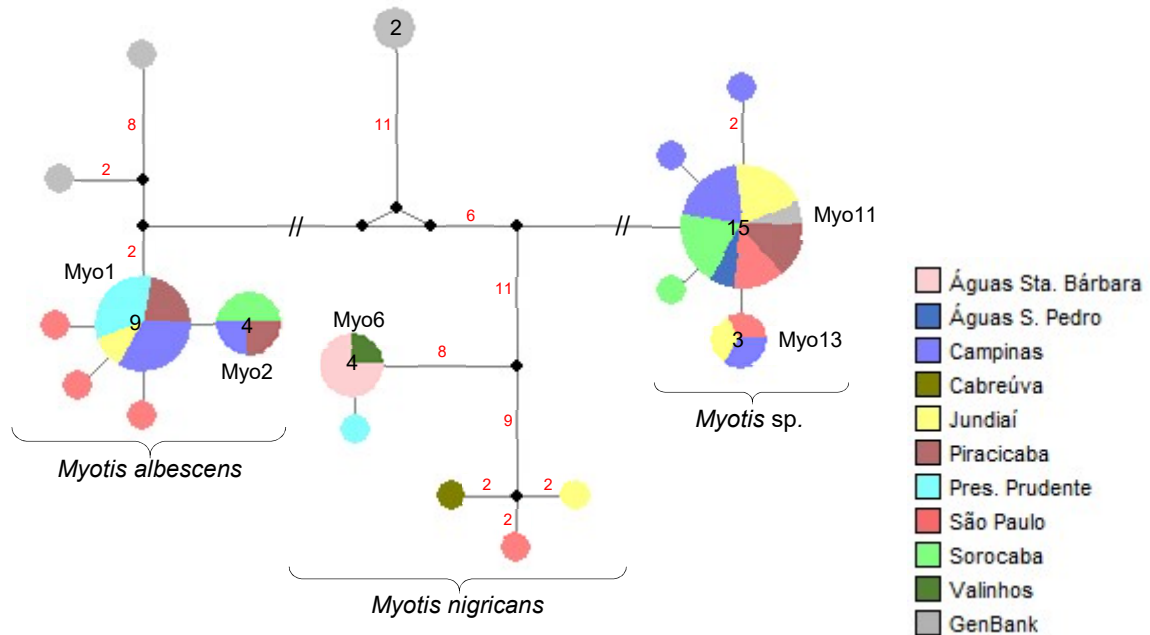 2
8
11
2
2
6
//
//
15
Myo11
2
Myo1
9
4
Myo2
11
Myo6
4
8
3
Myo13
9
2
2
2
Myotis albescens
Myotis nigricans
Myotis sp.
Águas Sta. Bárbara
Águas S. Pedro
Campinas
Cabreúva
Jundiaí
Piracicaba
Pres. Prudente
São Paulo
Sorocaba
Valinhos
GenBank